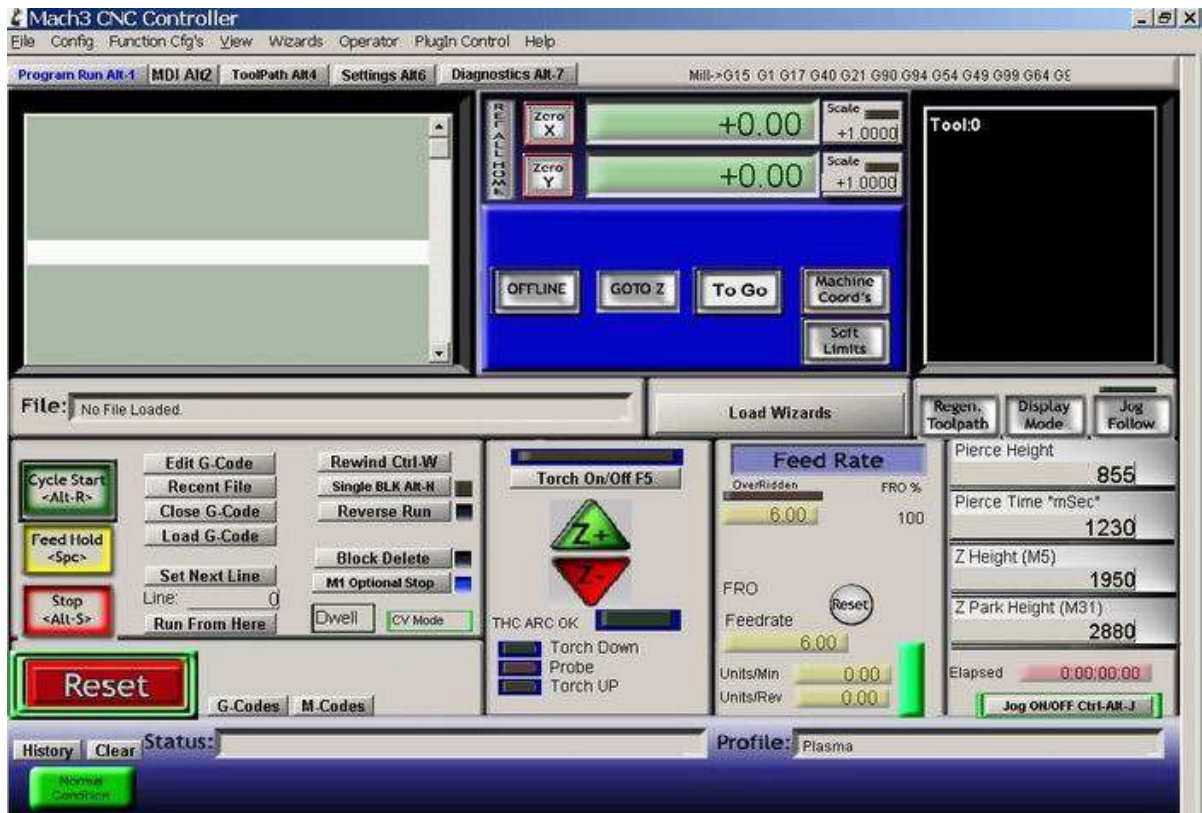 Mach3 CNC Controller
File Config Function Cfg's View Wizards Operator PlugIn Control Help
Program Run Alt-1 MDI Alt2 ToolPath Alt4 Settings Alt6 Diagnostics Alt-7 Mill->G15 G1 G17 G40 G21 G90 G94 G54 G49 G99 G64
REF ALL HOME
Zero X
+0.00
Scale
+1.0000
Zero Y
+0.00
Scale
+1.0000
Tool:0
OFFLINE
GOTO Z
To Go
Machine Coord's
Soft Limits
File: No File Loaded.
Load Wizards
Regen. Toolpath
Display Mode
Jog Follow
Cycle Start
<Alt-R>
Feed Hold
<Spc>
Stop
<Alt-S>
Edit G-Code
Recent File
Close G-Code
Load G-Code
Set Next Line
Line: 0
Run From Here
Rewind Ctrl-W
Single BLK Alt-N
Reverse Run
Block Delete
M1 Optional Stop
Dwell
CV Mode
Reset
G-Codes
M-Codes
Torch On/Off F5
Z+
Z-
THC ARC OK
Torch Down
Probe
Torch UP
Feed Rate
OverRidden
FRO %
6.00
100
FRO
Reset
Feedrate
6.00
Units/Min 0.00
Units/Rev 0.00
Pierce Height
855
Pierce Time "mSec"
1230
Z Height (M5)
1950
Z Park Height (M31)
2880
Elapsed 0:00:00:00
Jog ON/OFF Ctrl-Alt-J
History
Clear
Status:
Profile: Plasma
Normal
Condition